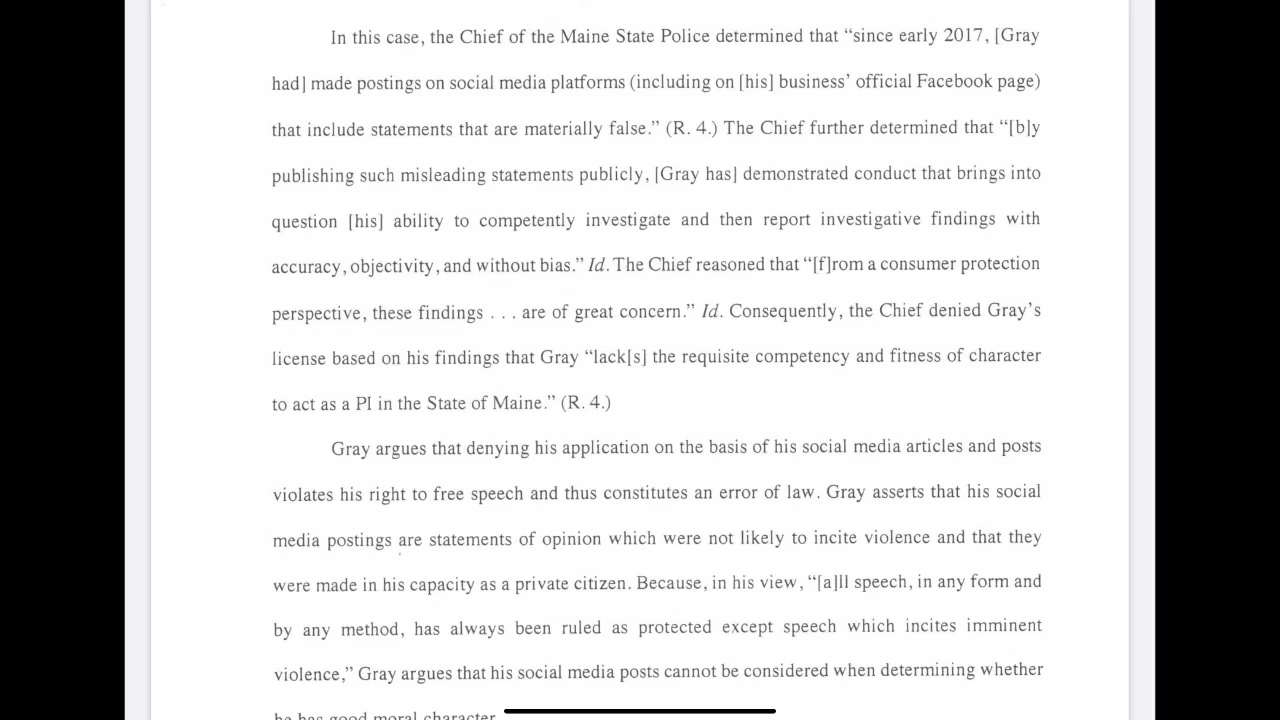 In this case, the Chief of the Maine State Police determined that “since early 2017, [Gray
had] made postings on social media platforms (including on [his] business’ official Facebook page)
that include statements that are materially false.” (R. 4.) The Chief further determined that “[b]y
publishing such misleading statements publicly, [Gray has] demonstrated conduct that brings into
question [his] ability to competently investigate and then report investigative findings with
accuracy, objectivity, and without bias.” Id. The Chief reasoned that “[f]rom a consumer protection
perspective, these findings . . . are of great concern.” Id. Consequently, the Chief denied Gray’s
license based on his findings that Gray “lack[s] the requisite competency and fitness of character
to act as a PI in the State of Maine.” (R. 4.)
Gray argues that denying his application on the basis of his social media articles and posts
violates his right to free speech and thus constitutes an error of law. Gray asserts that his social
media postings are statements of opinion which were not likely to incite violence and that they
were made in his capacity as a private citizen. Because, in his view, “[a]ll speech, in any form and
by any method, has always been ruled as protected except speech which incites imminent
violence,” Gray argues that his social media posts cannot be considered when determining whether
he has good moral character.